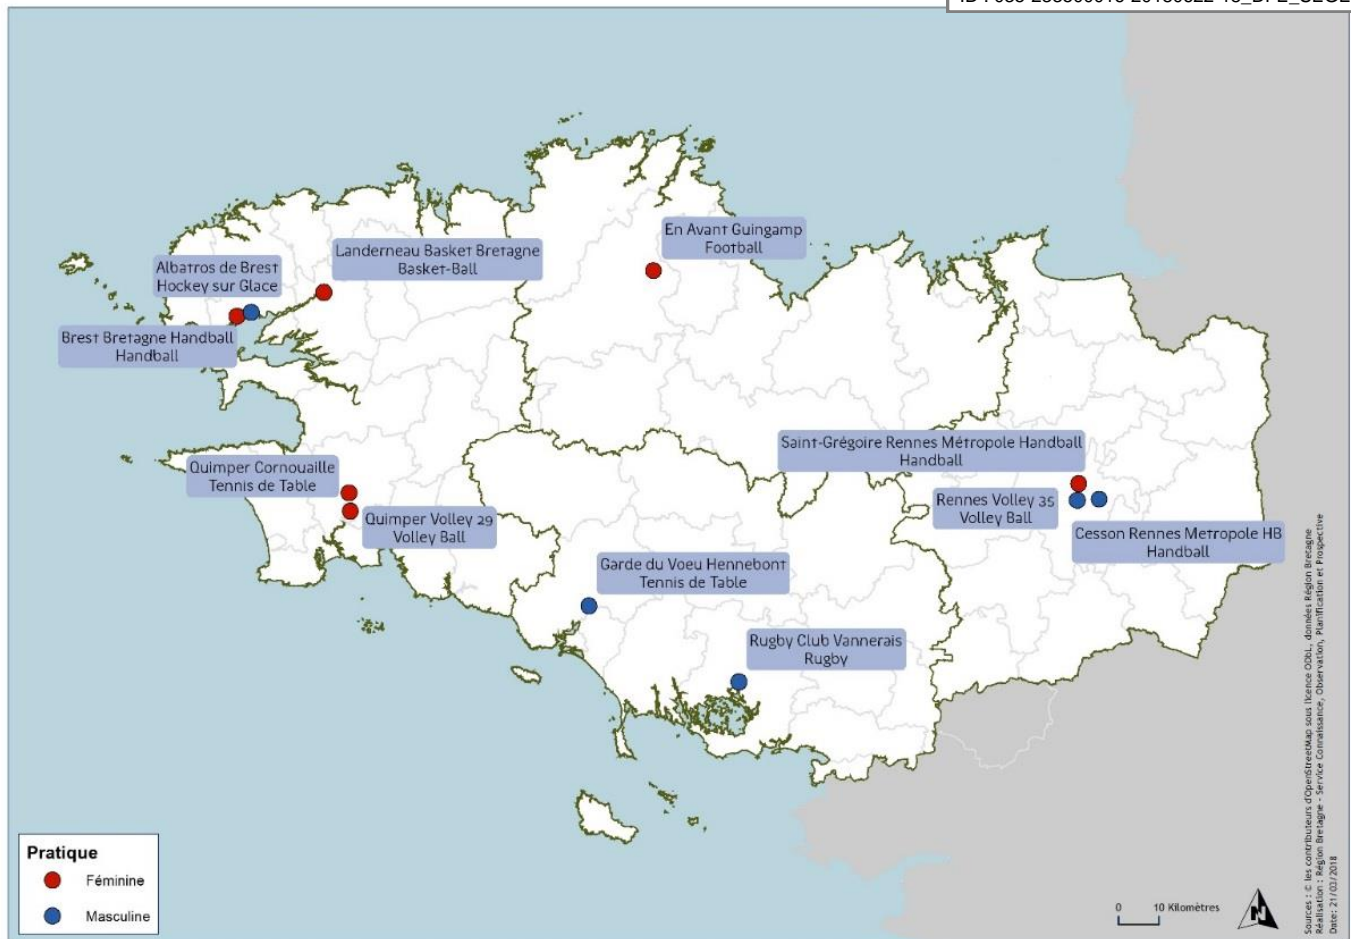 En Avant Guingamp
Football
Landerneau Basket Bretagne
Basket-Ball
Albatros de Brest
Hockey sur Glace
Brest Bretagne Handball
Handball
Saint-Grégoire Rennes Métropole Handball
Handball
Quimper Cornouaille
Tennis de Table
Rennes Volley 35
Volley Ball
Quimper Volley 29
Volley Ball
Cesson Rennes Metropole HB
Handball
Garde du Voeu Hennebont
Tennis de Table
Rugby Club Vannerais
Rugby
Pratique
Féminine
Masculine
0 10 Kilomètres
N
Sources : © les contributeurs d'OpenStreetMap sous licence ODbL, données Région Bretagne
Réalisation : Région Bretagne - Service Connaissance, Observation, Planification et Prospective
Date: 21/03/2018